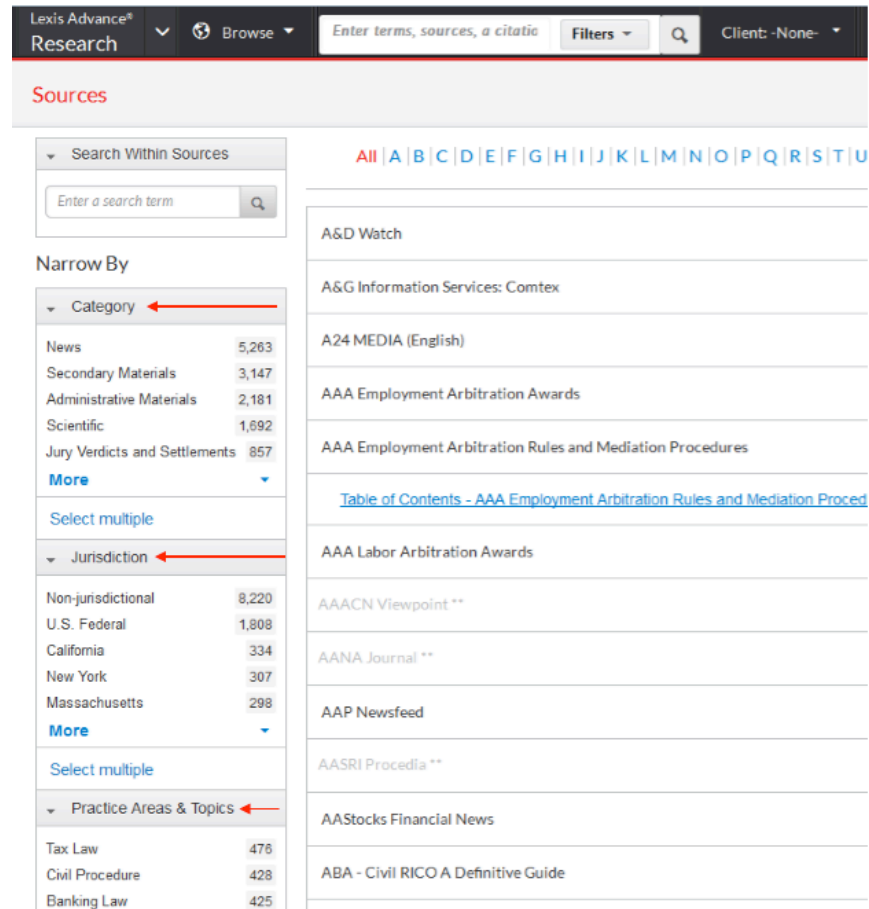 Lexis Advance®
Research
Browse
Enter terms, sources, a citatio
Filters
Client: -None-
Sources
Search Within Sources
Enter a search term
Narrow By
Category
News 5,263
Secondary Materials 3,147
Administrative Materials 2,181
Scientific 1,692
Jury Verdicts and Settlements 857
More
Select multiple
Jurisdiction
Non-jurisdictional 8,220
U.S. Federal 1,808
California 334
New York 307
Massachusetts 298
More
Select multiple
Practice Areas & Topics
Tax Law 476
Civil Procedure 428
Banking Law 425
All | A | B | C | D | E | F | G | H | I | J | K | L | M | N | O | P | Q | R | S | T | U
A&D Watch
A&G Information Services: Comtex
A24 MEDIA (English)
AAA Employment Arbitration Awards
AAA Employment Arbitration Rules and Mediation Procedures
Table of Contents - AAA Employment Arbitration Rules and Mediation Proced
AAA Labor Arbitration Awards
AAACN Viewpoint **
AANA Journal **
AAP Newsfeed
AASRI Procedia **
AAStocks Financial News
ABA - Civil RICO A Definitive Guide